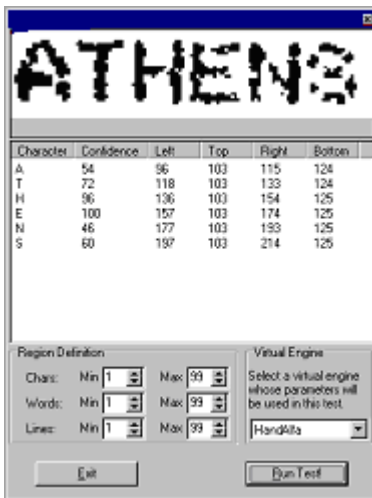 ATHENS
Character Confidence Left Top Right Bottom
A 54 96 103 115 124
T 72 118 103 133 124
H 96 136 103 154 125
E 100 157 103 174 125
N 46 177 103 193 125
S 60 197 103 214 125
Region Definition
Chars: Min 1 Max 99
Words: Min 1 Max 99
Lines: Min 1 Max 99
Virtual Engine
Select a virtual engine
whose parameters will
be used in this test.
HandAlfa
Exit
Run Test!